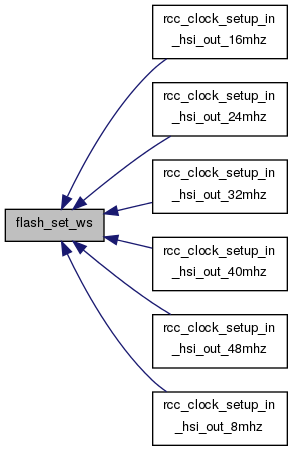 rcc_clock_setup_in
_hsi_out_16mhz
rcc_clock_setup_in
_hsi_out_24mhz
rcc_clock_setup_in
_hsi_out_32mhz
flash_set_ws
rcc_clock_setup_in
_hsi_out_40mhz
rcc_clock_setup_in
_hsi_out_48mhz
rcc_clock_setup_in
_hsi_out_8mhz